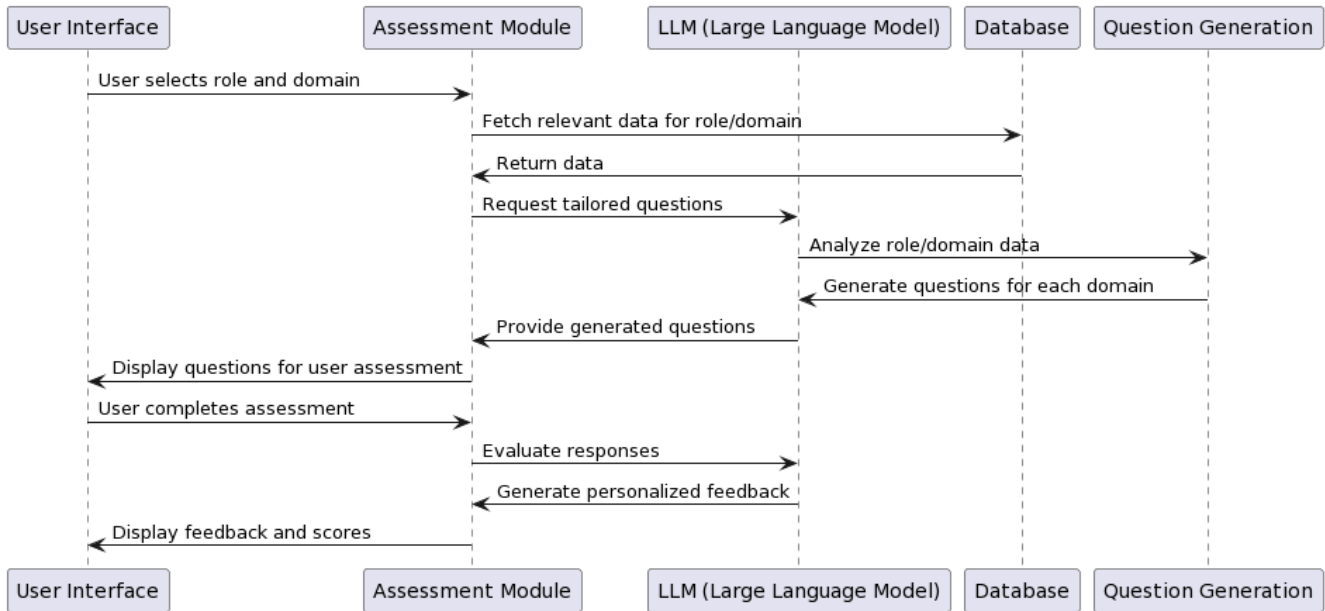 User Interface
Assessment Module
LLM (Large Language Model)
Database
Question Generation
User selects role and domain
Fetch relevant data for role/domain
Return data
Request tailored questions
Analyze role/domain data
Generate questions for each domain
Provide generated questions
Display questions for user assessment
User completes assessment
Evaluate responses
Generate personalized feedback
Display feedback and scores
User Interface
Assessment Module
LLM (Large Language Model)
Database
Question Generation